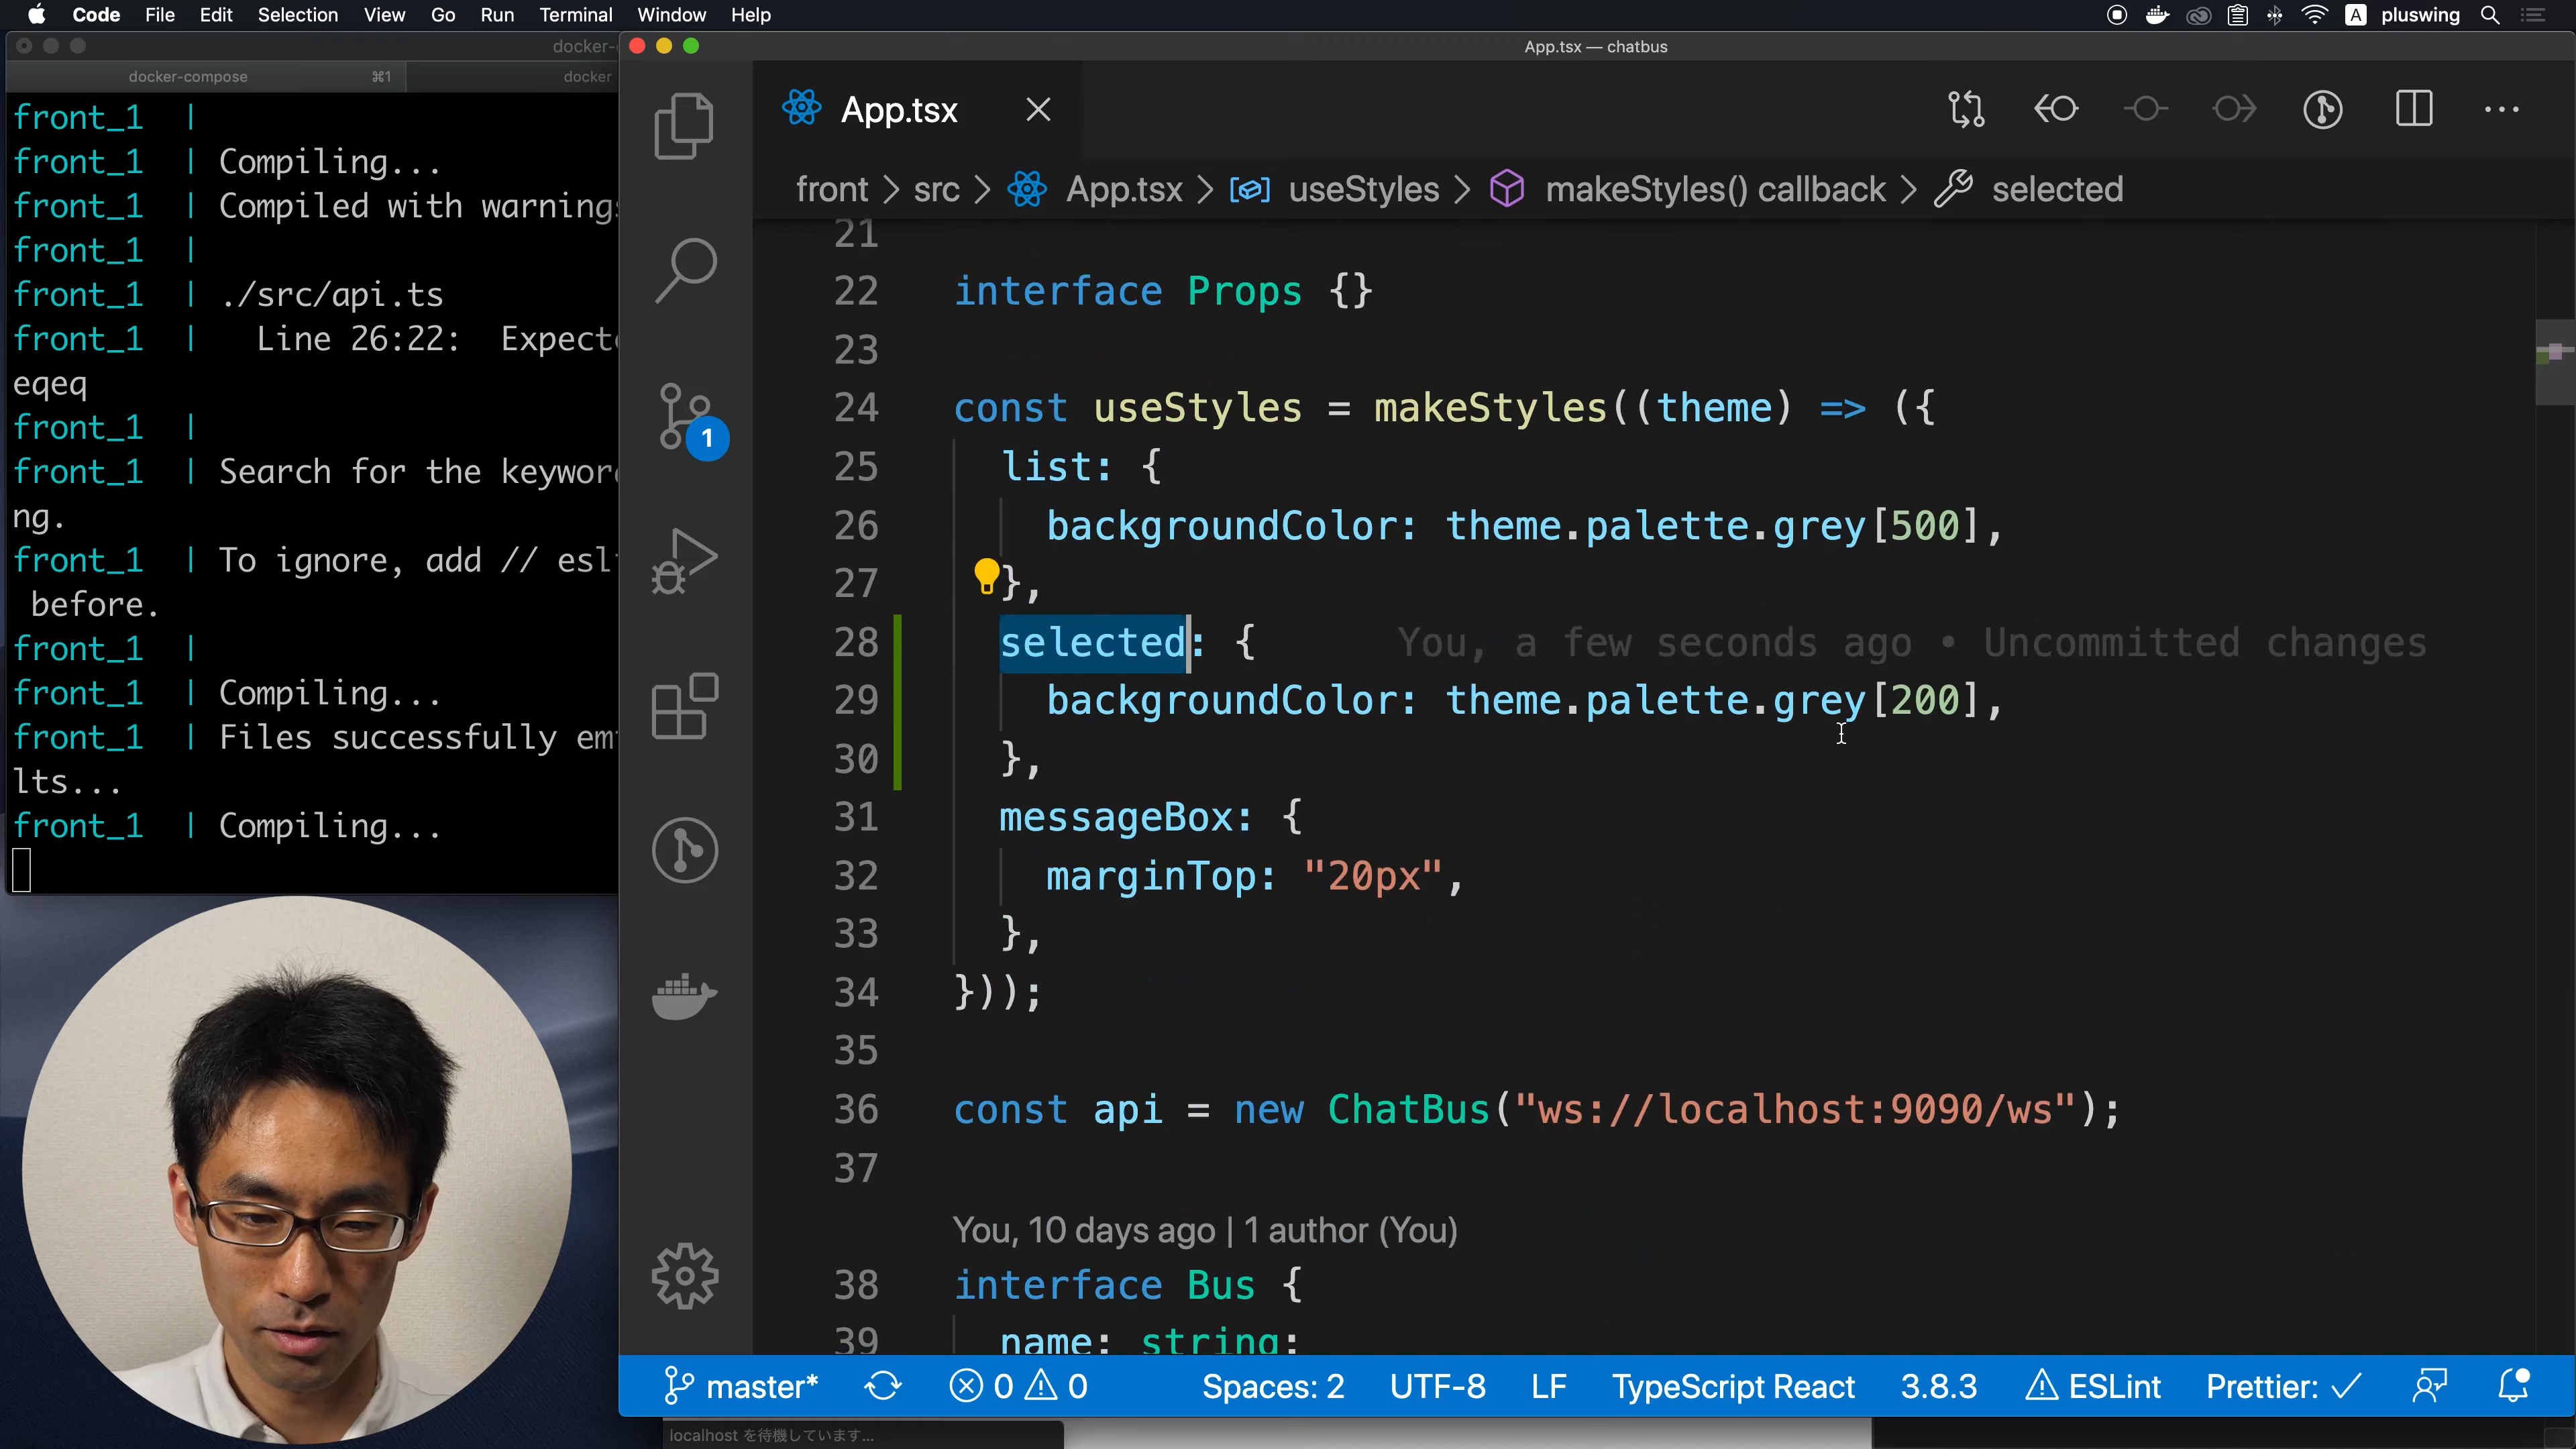 Code File Edit Selection View Go Run Terminal Window Help
A pluswing
docker-
docker-compose ⌘1 docker
front_1 |
front_1 | Compiling...
front_1 | Compiled with warnings
front_1 |
front_1 | ./src/api.ts
front_1 | Line 26:22: Expect
eqeq
front_1 |
front_1 | Search for the keywor
ng.
front_1 | To ignore, add // esl
before.
front_1 |
front_1 | Compiling...
front_1 | Files successfully em
lts...
front_1 | Compiling...
App.tsx — chatbus
App.tsx
front > src > App.tsx > useStyles > makeStyles() callback > selected
1
21
22 interface Props {}
23
24 const useStyles = makeStyles((theme) => ({
25 list: {
26 backgroundColor: theme.palette.grey[500],
27 },
28 selected: { You, a few seconds ago • Uncommitted changes
29 backgroundColor: theme.palette.grey[200],
30 },
31 messageBox: {
32 marginTop: "20px",
33 },
34 }));
35
36 const api = new ChatBus("ws://localhost:9090/ws");
37
You, 10 days ago | 1 author (You)
38 interface Bus {
39 name: string;
master* 0 0 Spaces: 2 UTF-8 LF TypeScript React 3.8.3 ESLint Prettier: ✓
localhost を待機しています...